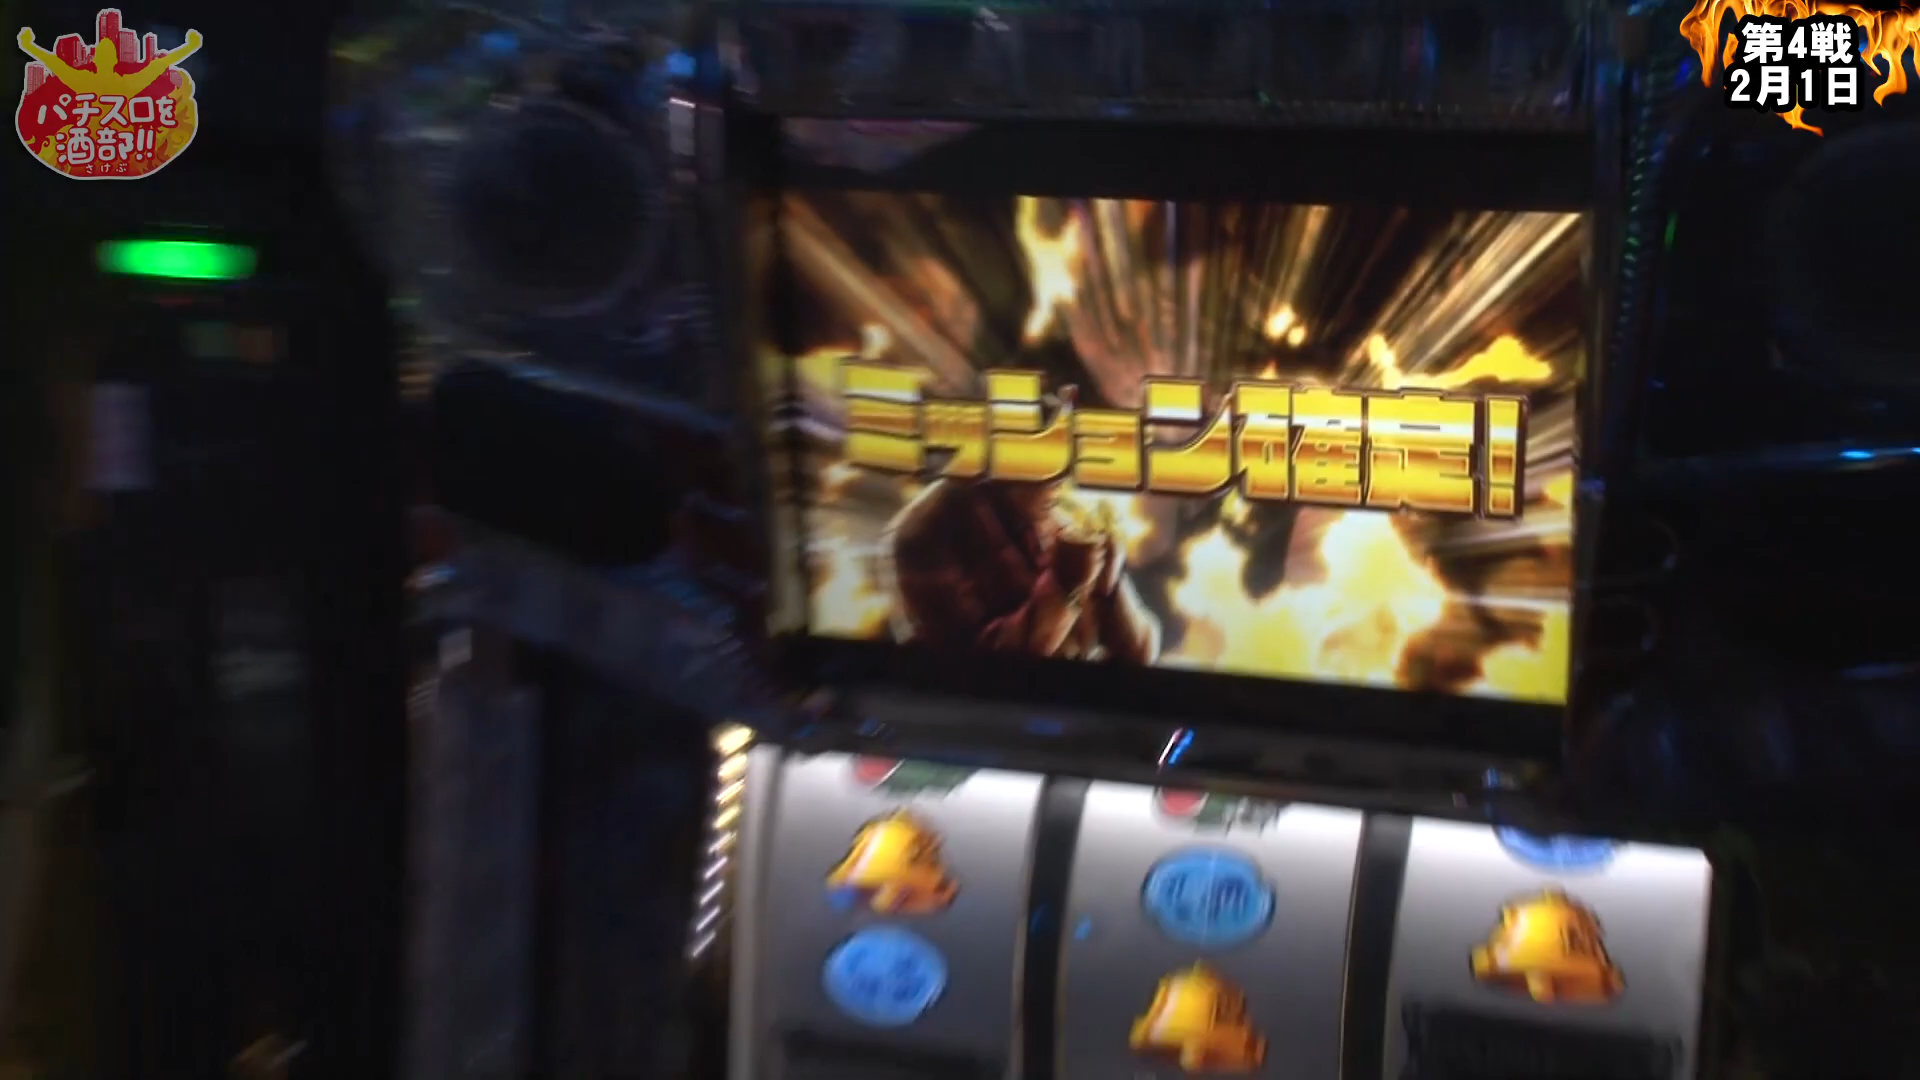 パチスロを
酒部!!
さけぶ
第4戦
2月1日
ミッション確定!